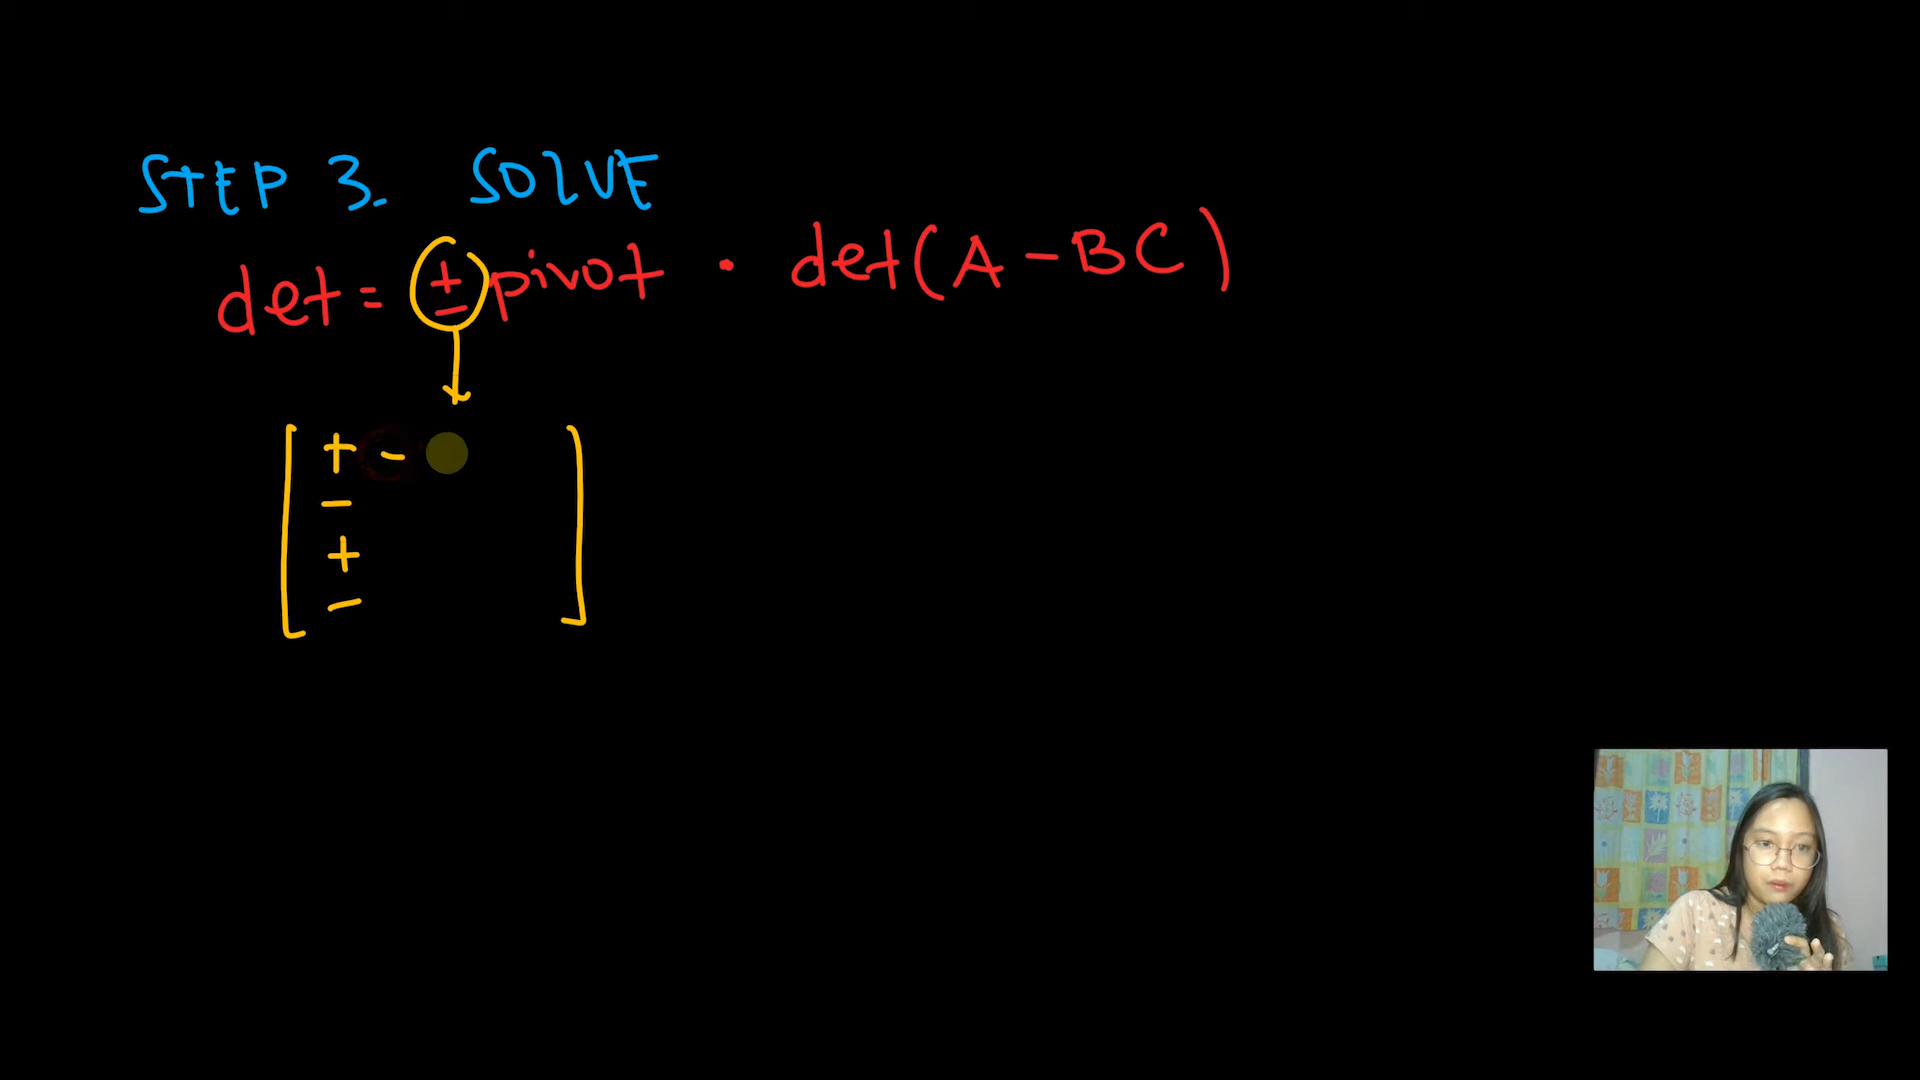 STEP 3. SOLVE
det = ± pivot · det(A - BC)
+ -
-
+
-